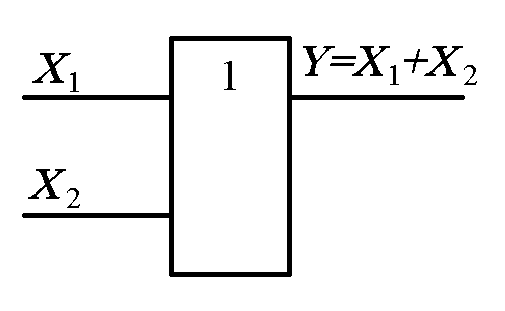 X₁
1
Y=X₁+X₂
X₂